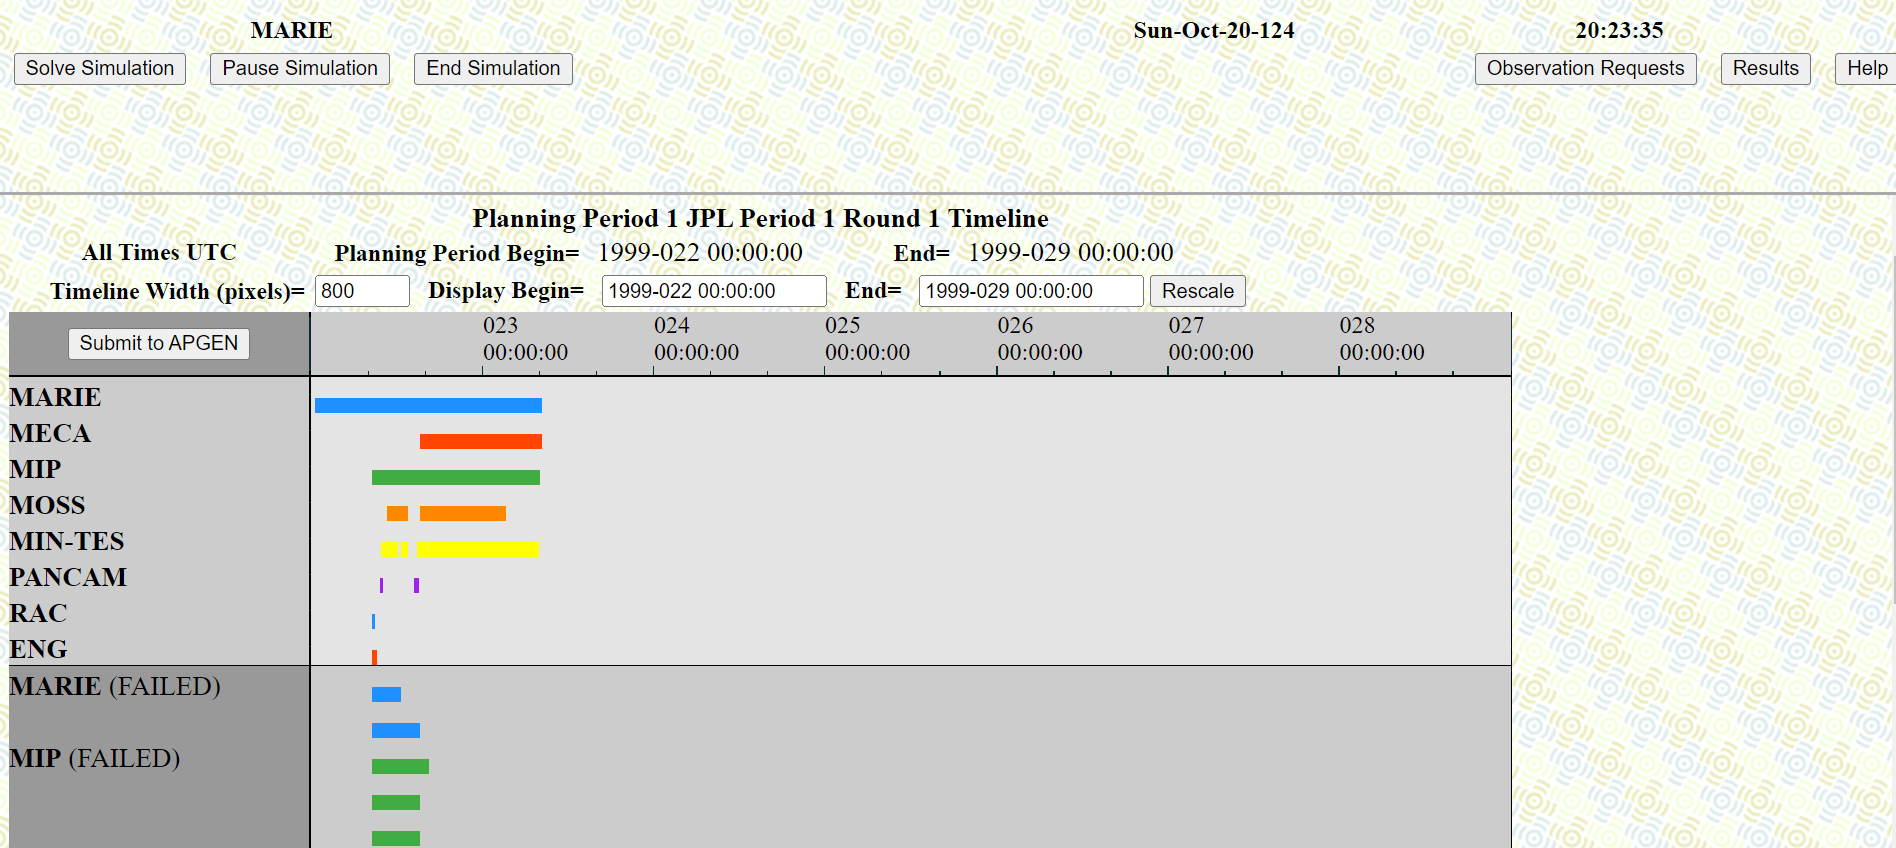 MARIE Sun-Oct-20-124 20:23:35
Solve Simulation Pause Simulation End Simulation Observation Requests Results Help
Planning Period 1 JPL Period 1 Round 1 Timeline
All Times UTC Planning Period Begin= 1999-022 00:00:00 End= 1999-029 00:00:00
Timeline Width (pixels)= 800 Display Begin= 1999-022 00:00:00 End= 1999-029 00:00:00 Rescale
Submit to APGEN
023 024 025 026 027 028
00:00:00 00:00:00 00:00:00 00:00:00 00:00:00 00:00:00
MARIE
MECA
MIP
MOSS
MIN-TES
PANCAM
RAC
ENG
MARIE (FAILED)
MIP (FAILED)